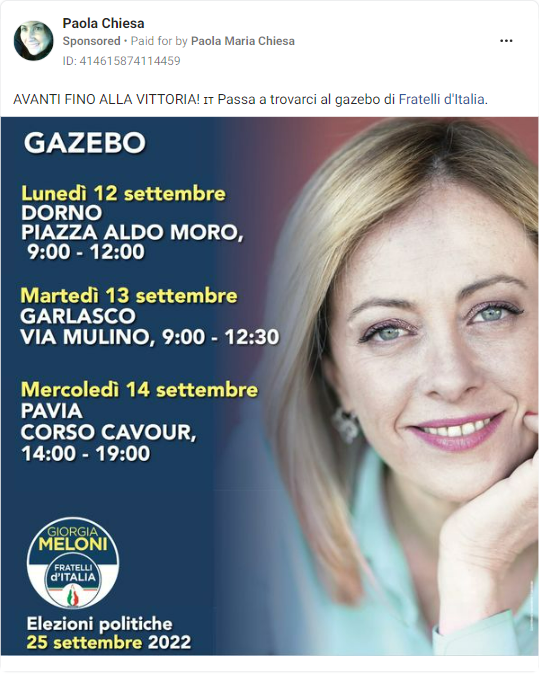 Paola Chiesa
Sponsored • Paid for by Paola Maria Chiesa
ID: 414615874114459
AVANTI FINO ALLA VITTORIA! IT Passa a trovarci al gazebo di Fratelli d'Italia.
GAZEBO
Lunedì 12 settembre
DORNO
PIAZZA ALDO MORO,
9:00 - 12:00
Martedì 13 settembre
GARLASCO
VIA MULINO, 9:00 - 12:30
Mercoledì 14 settembre
PAVIA
CORSO CAVOUR,
14:00 - 19:00
GIORGIA
MELONI
FRATELLI
d'ITALIA
Elezioni politiche
25 settembre 2022